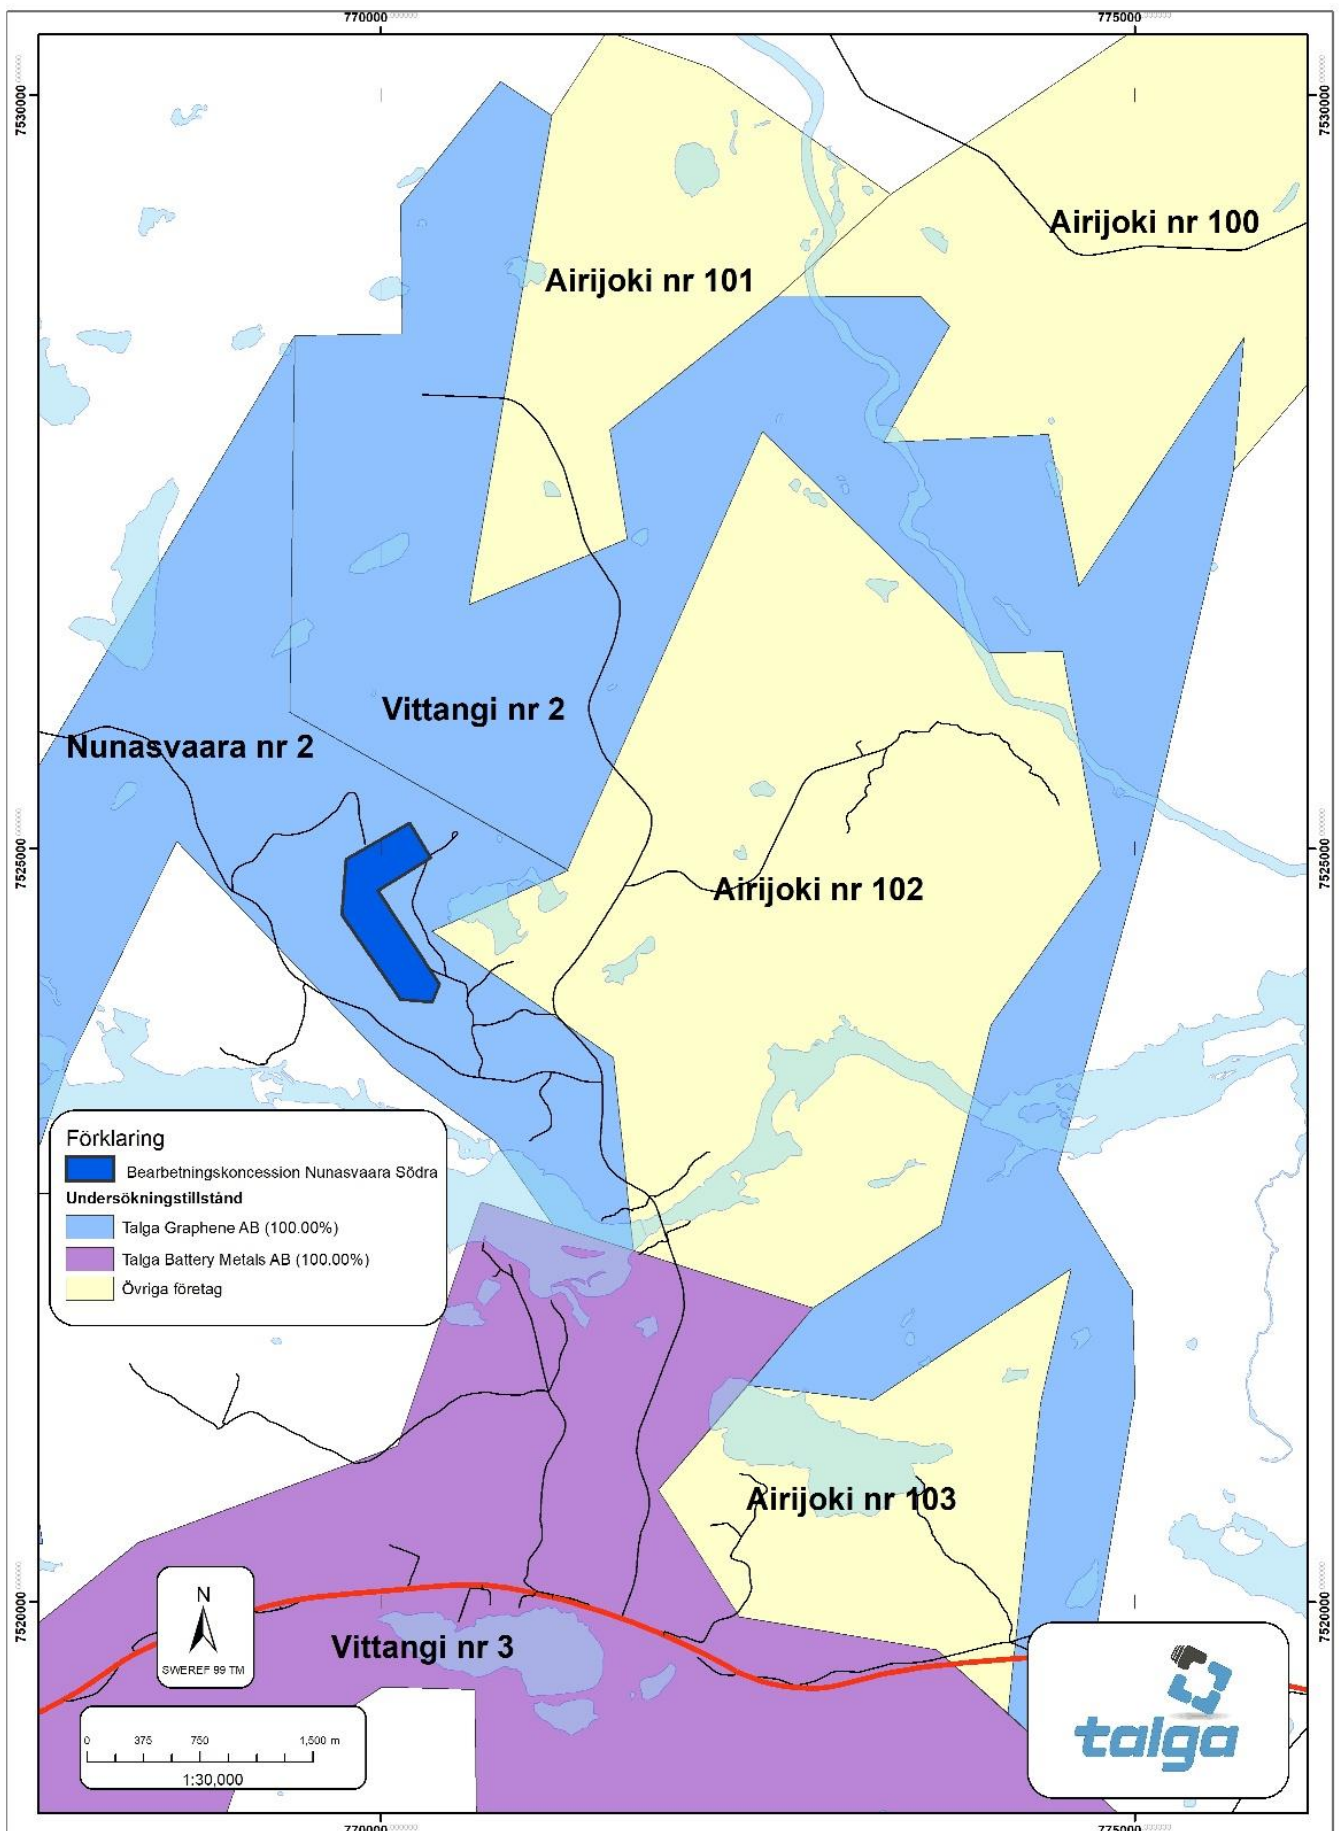 770000
775000
7530000
7530000
Airijoki nr 100
Airijoki nr 101
Vittangi nr 2
Nunasvaara nr 2
7525000
7525000
Airijoki nr 102
Förklaring
Bearbetningskoncession Nunasvaara Södra
Undersökningstillstånd
Talga Graphene AB (100.00%)
Talga Battery Metals AB (100.00%)
Övriga företag
Airijoki nr 103
7520000
7520000
N
SWEREF 99 TM
Vittangi nr 3
talga
0 375 750 1,500 m
1:30,000
770000
775000